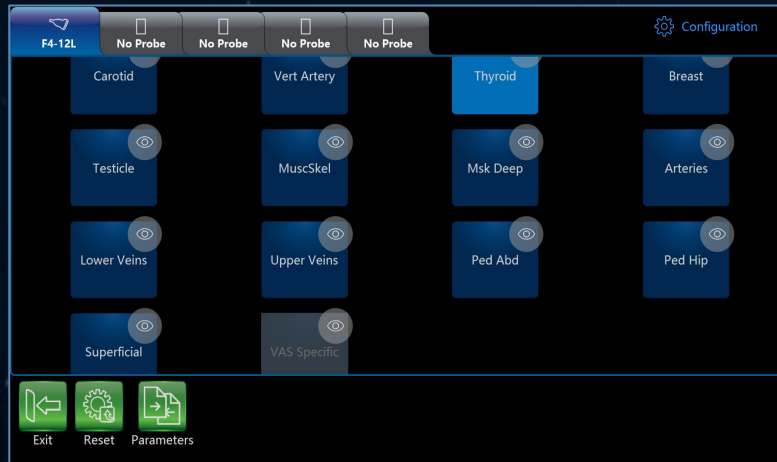 F4-12L No Probe No Probe No Probe No Probe Configuration
Carotid Vert Artery Thyroid Breast
Testicle MuscSkel Msk Deep Arteries
Lower Veins Upper Veins Ped Abd Ped Hip
Superficial VAS Specific
Exit Reset Parameters